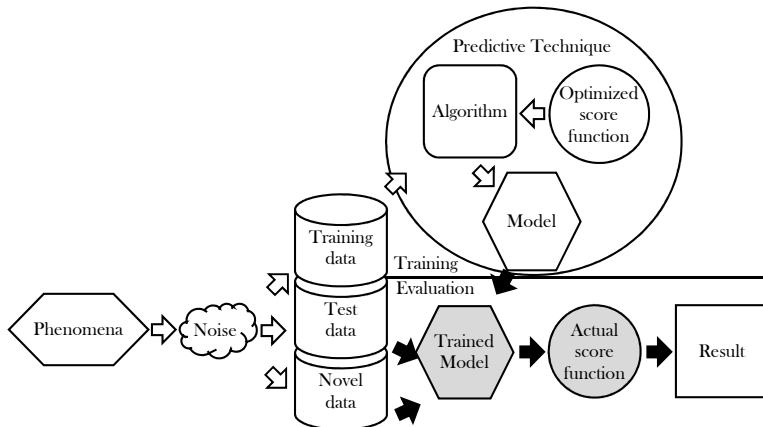 Predictive Technique
Algorithm
Optimized
score
function
Model
Training
data
Training
Evaluation
Phenomena
Noise
Test
data
Trained
Model
Actual
score
function
Result
Novel
data